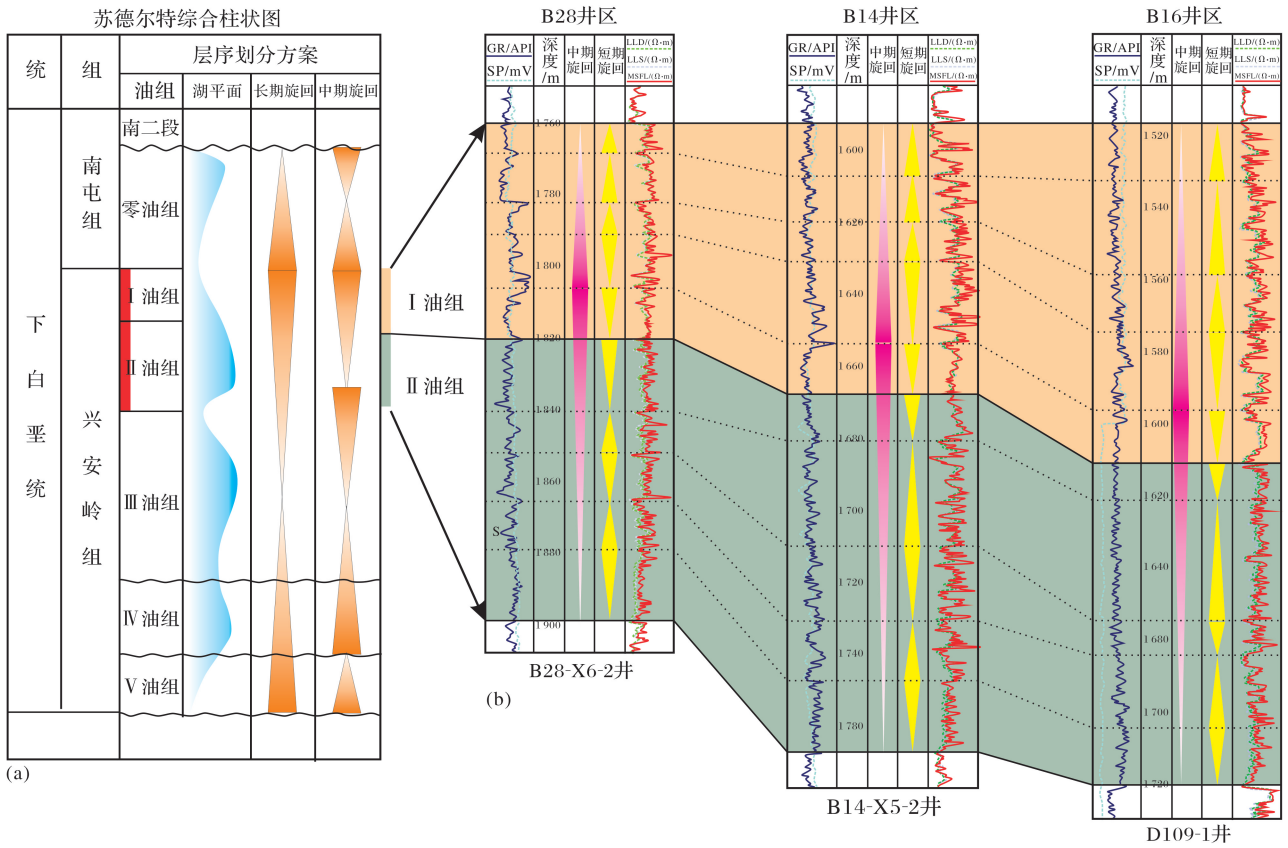 苏德尔特综合柱状图
统
组
层序划分方案
油组
湖平面
长期旋回
中期旋回
下白垩统
南屯组
兴安岭组
南二段
零油组
Ⅰ油组
Ⅱ油组
Ⅲ油组
Ⅳ油组
Ⅴ油组
(a)
Ⅰ油组
Ⅱ油组
B28井区
GR/API
SP/mV
深度/m
中期旋回
短期旋回
LLD/(Ω·m)
LLS/(Ω·m)
MSFL/(Ω·m)
1 760
1 780
1 800
1 820
1 840
1 860
1 880
1 900
S
B28-X6-2井
(b)
B14井区
GR/API
SP/mV
深度/m
中期旋回
短期旋回
LLD/(Ω·m)
LLS/(Ω·m)
MSFL/(Ω·m)
1 600
1 620
1 640
1 660
1 680
1 700
1 720
1 740
1 780
B14-X5-2井
B16井区
GR/API
SP/mV
深度/m
中期旋回
短期旋回
LLD/(Ω·m)
LLS/(Ω·m)
MSFL/(Ω·m)
1 520
1 540
1 560
1 580
1 600
1 620
1 640
1 680
1 700
1 720
D109-1井